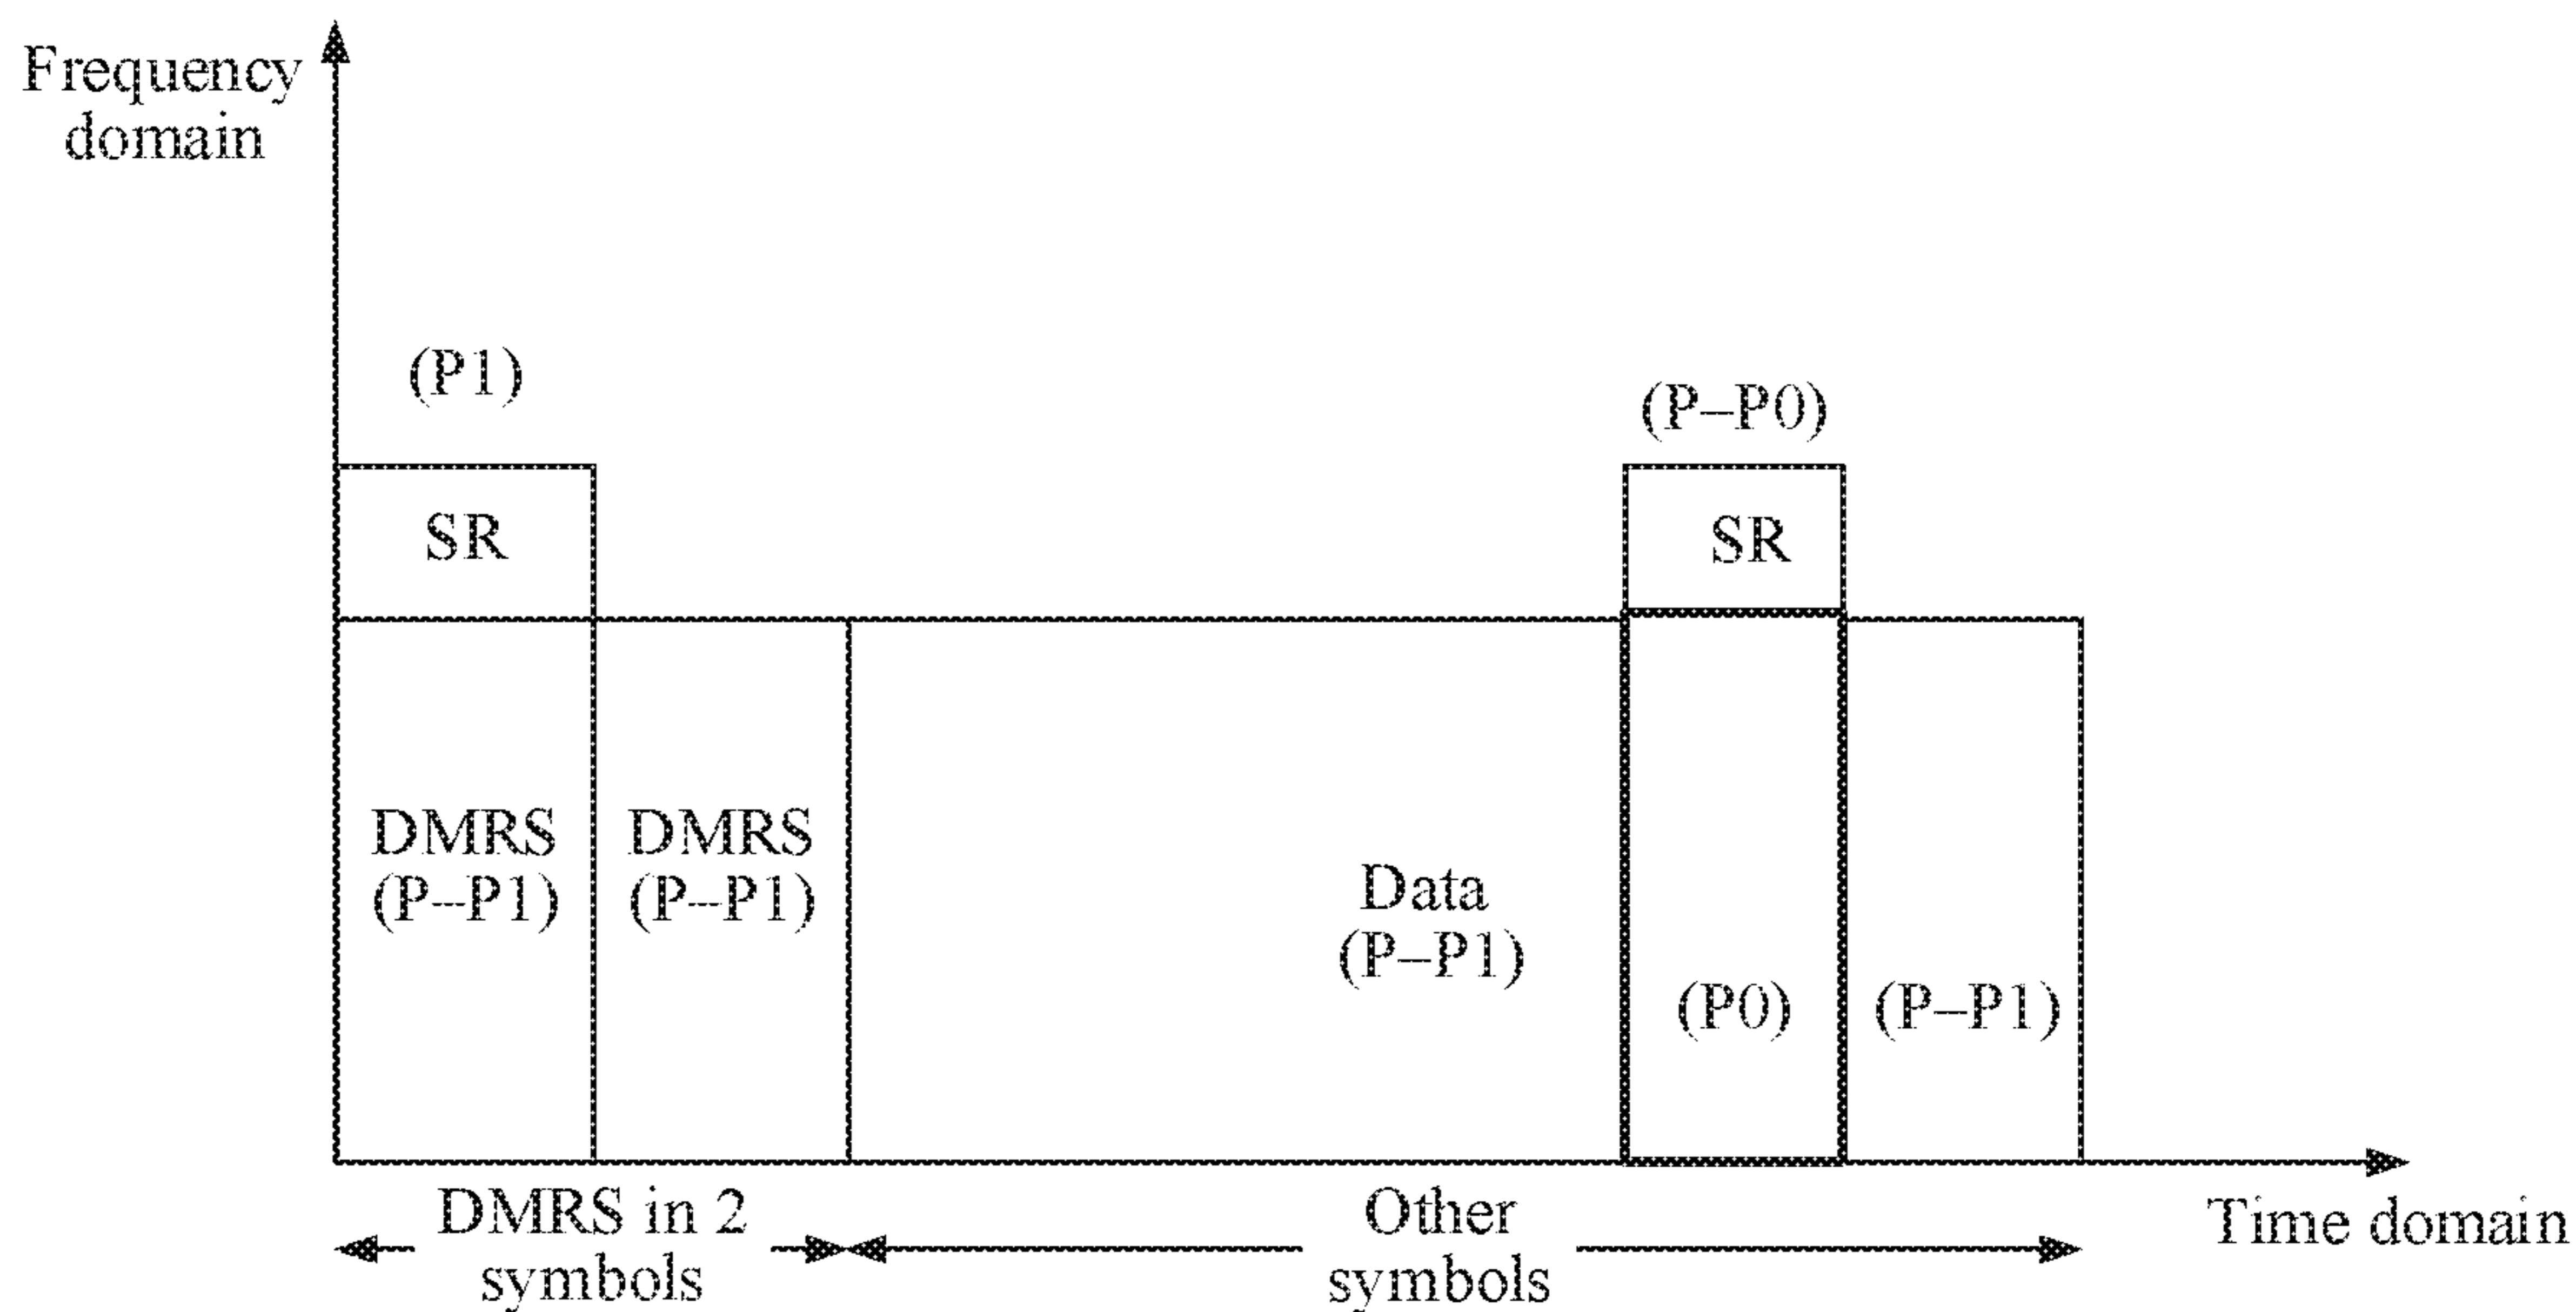 Frequency
domain
(P1)
(P–P0)
SR
SR
DMRS
(P--P1)
DMRS
(P--P1)
Data
(P–P1)
(P0)
(P–P1)
DMRS in 2
symbols
Other
symbols
Time domain